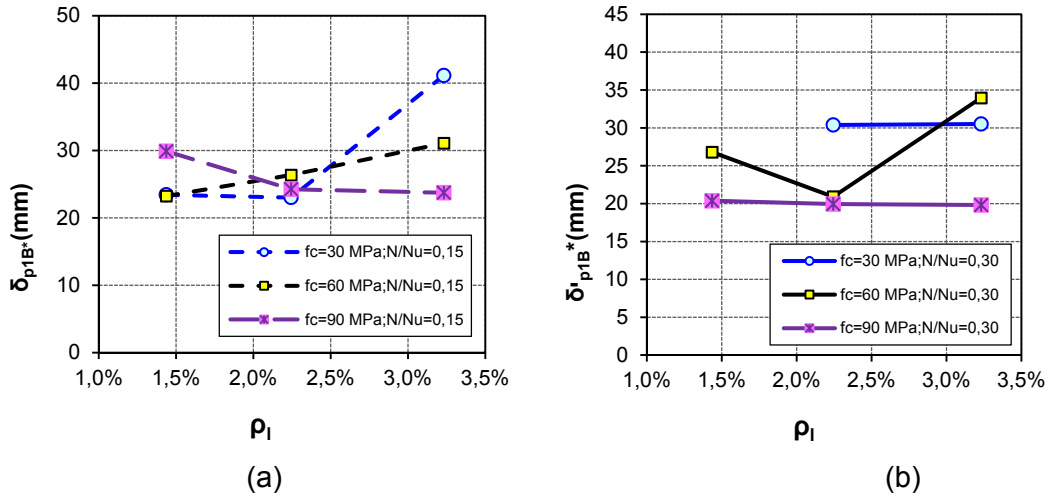 50
40
30
20
10
0
1,0%
1,5%
2,0%
2,5%
3,0%
3,5%
δp1B*(mm)
ρl
fc=30 MPa;N/Nu=0,15
fc=60 MPa;N/Nu=0,15
fc=90 MPa;N/Nu=0,15
(a)
45
40
35
30
25
20
15
10
5
0
1,0%
1,5%
2,0%
2,5%
3,0%
3,5%
δ'p1B*(mm)
ρl
fc=30 MPa;N/Nu=0,30
fc=60 MPa;N/Nu=0,30
fc=90 MPa;N/Nu=0,30
(b)